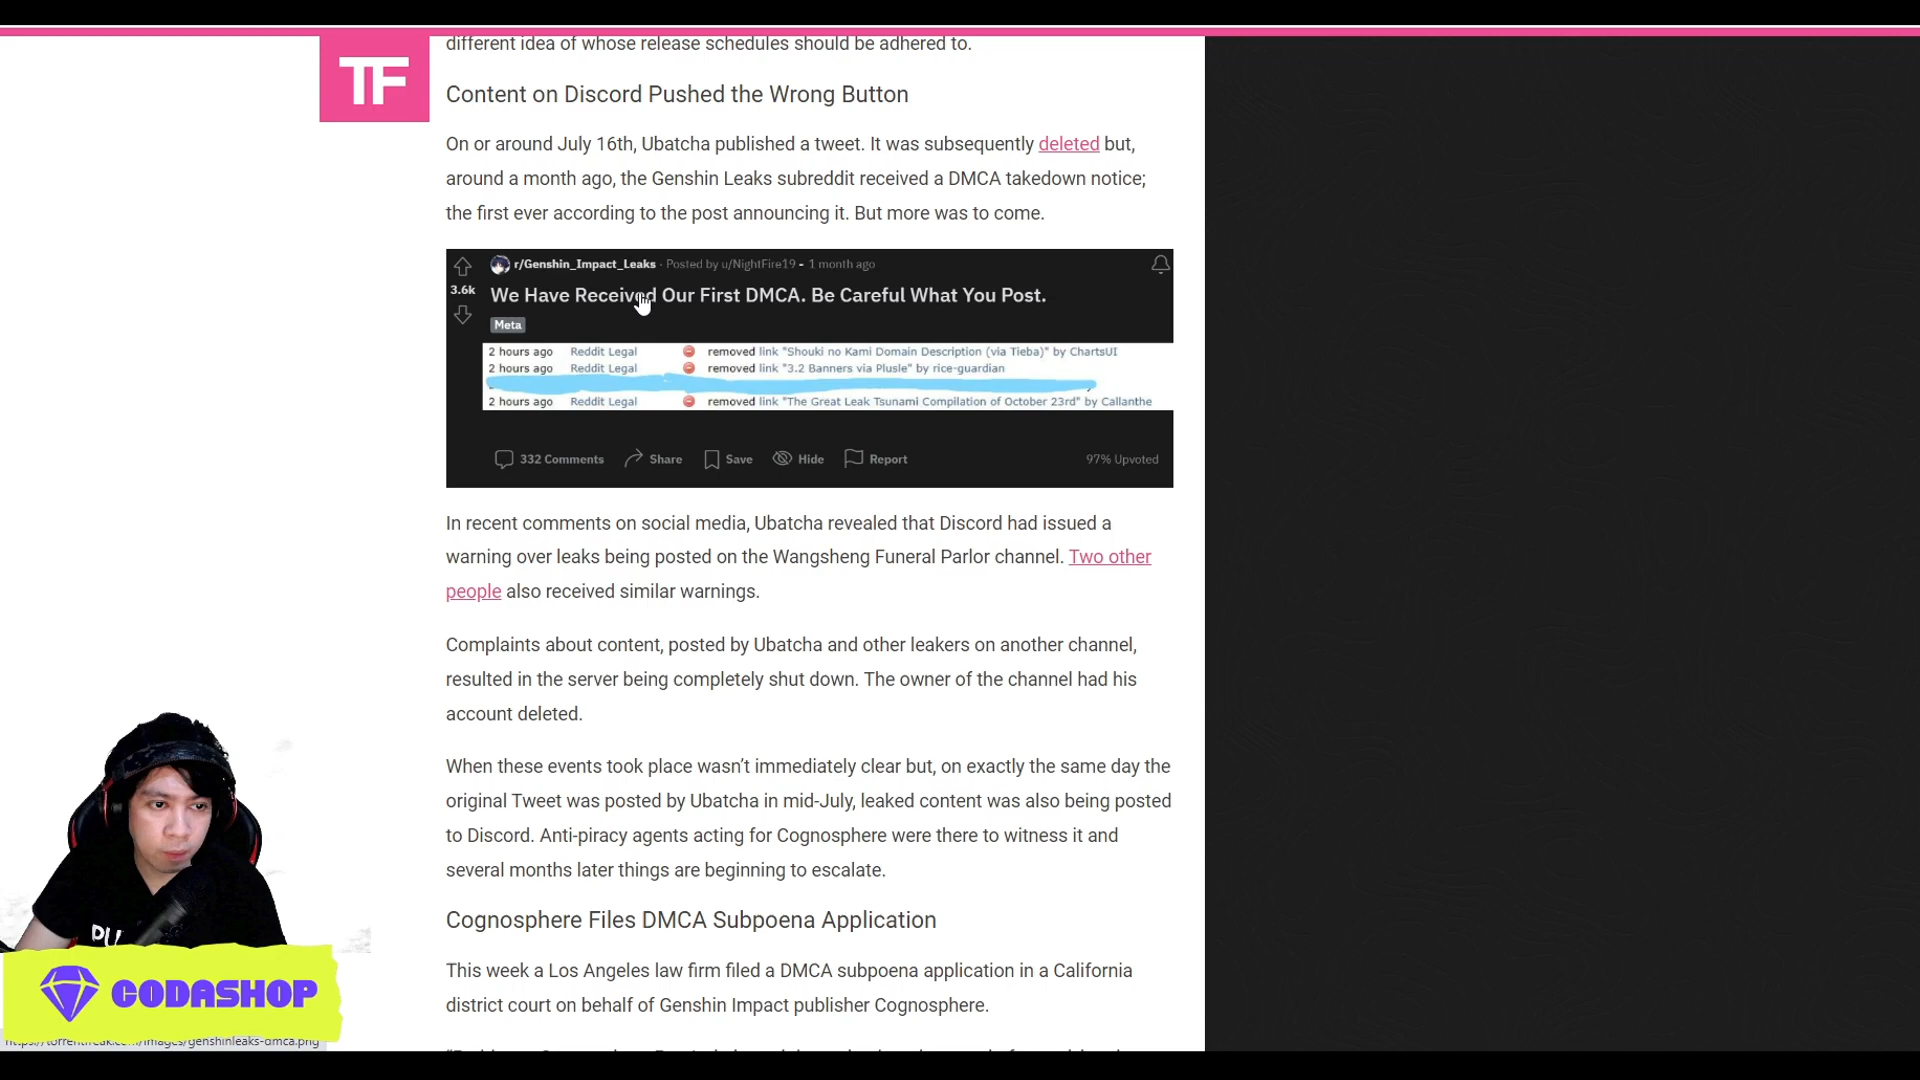 different idea of whose release schedules should be adhered to.
TF
Content on Discord Pushed the Wrong Button
On or around July 16th, Ubatcha published a tweet. It was subsequently deleted but,
around a month ago, the Genshin Leaks subreddit received a DMCA takedown notice;
the first ever according to the post announcing it. But more was to come.
r/Genshin_Impact_Leaks · Posted by u/NightFire19 - 1 month ago
3.6k
We Have Received Our First DMCA. Be Careful What You Post.
Meta
2 hours ago Reddit Legal removed link "Shouki no Kami Domain Description (via Tieba)" by ChartsUI
2 hours ago Reddit Legal removed link "3.2 Banners via Plusle" by rice-guardian
2 hours ago Reddit Legal removed link "The Great Leak Tsunami Compilation of October 23rd" by Callanthe
332 Comments Share Save Hide Report 97% Upvoted
In recent comments on social media, Ubatcha revealed that Discord had issued a
warning over leaks being posted on the Wangsheng Funeral Parlor channel. Two other
people also received similar warnings.
Complaints about content, posted by Ubatcha and other leakers on another channel,
resulted in the server being completely shut down. The owner of the channel had his
account deleted.
When these events took place wasn't immediately clear but, on exactly the same day the
original Tweet was posted by Ubatcha in mid-July, leaked content was also being posted
to Discord. Anti-piracy agents acting for Cognosphere were there to witness it and
several months later things are beginning to escalate.
Cognosphere Files DMCA Subpoena Application
This week a Los Angeles law firm filed a DMCA subpoena application in a California
district court on behalf of Genshin Impact publisher Cognosphere.
PU
CODASHOP